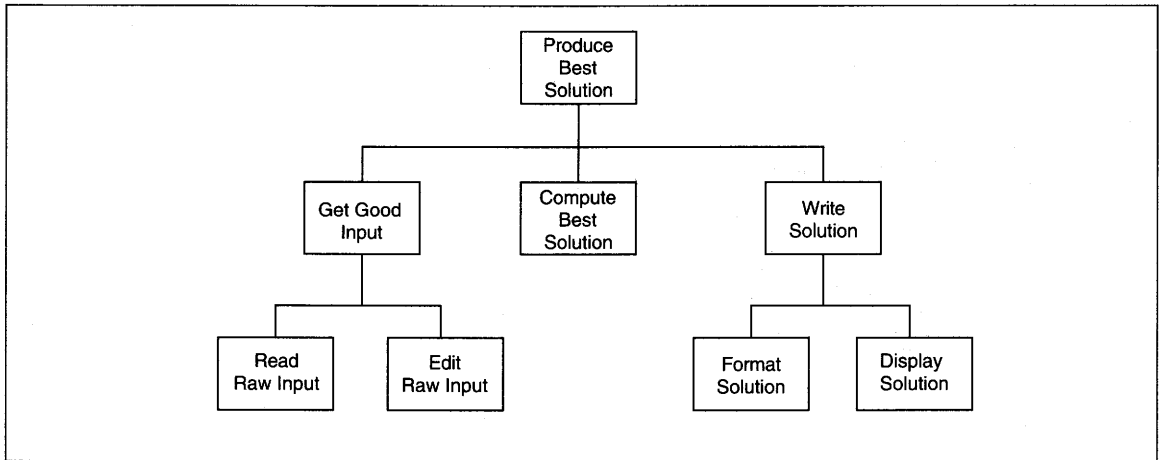 Produce
Best
Solution
Get Good
Input
Compute
Best
Solution
Write
Solution
Read
Raw Input
Edit
Raw Input
Format
Solution
Display
Solution